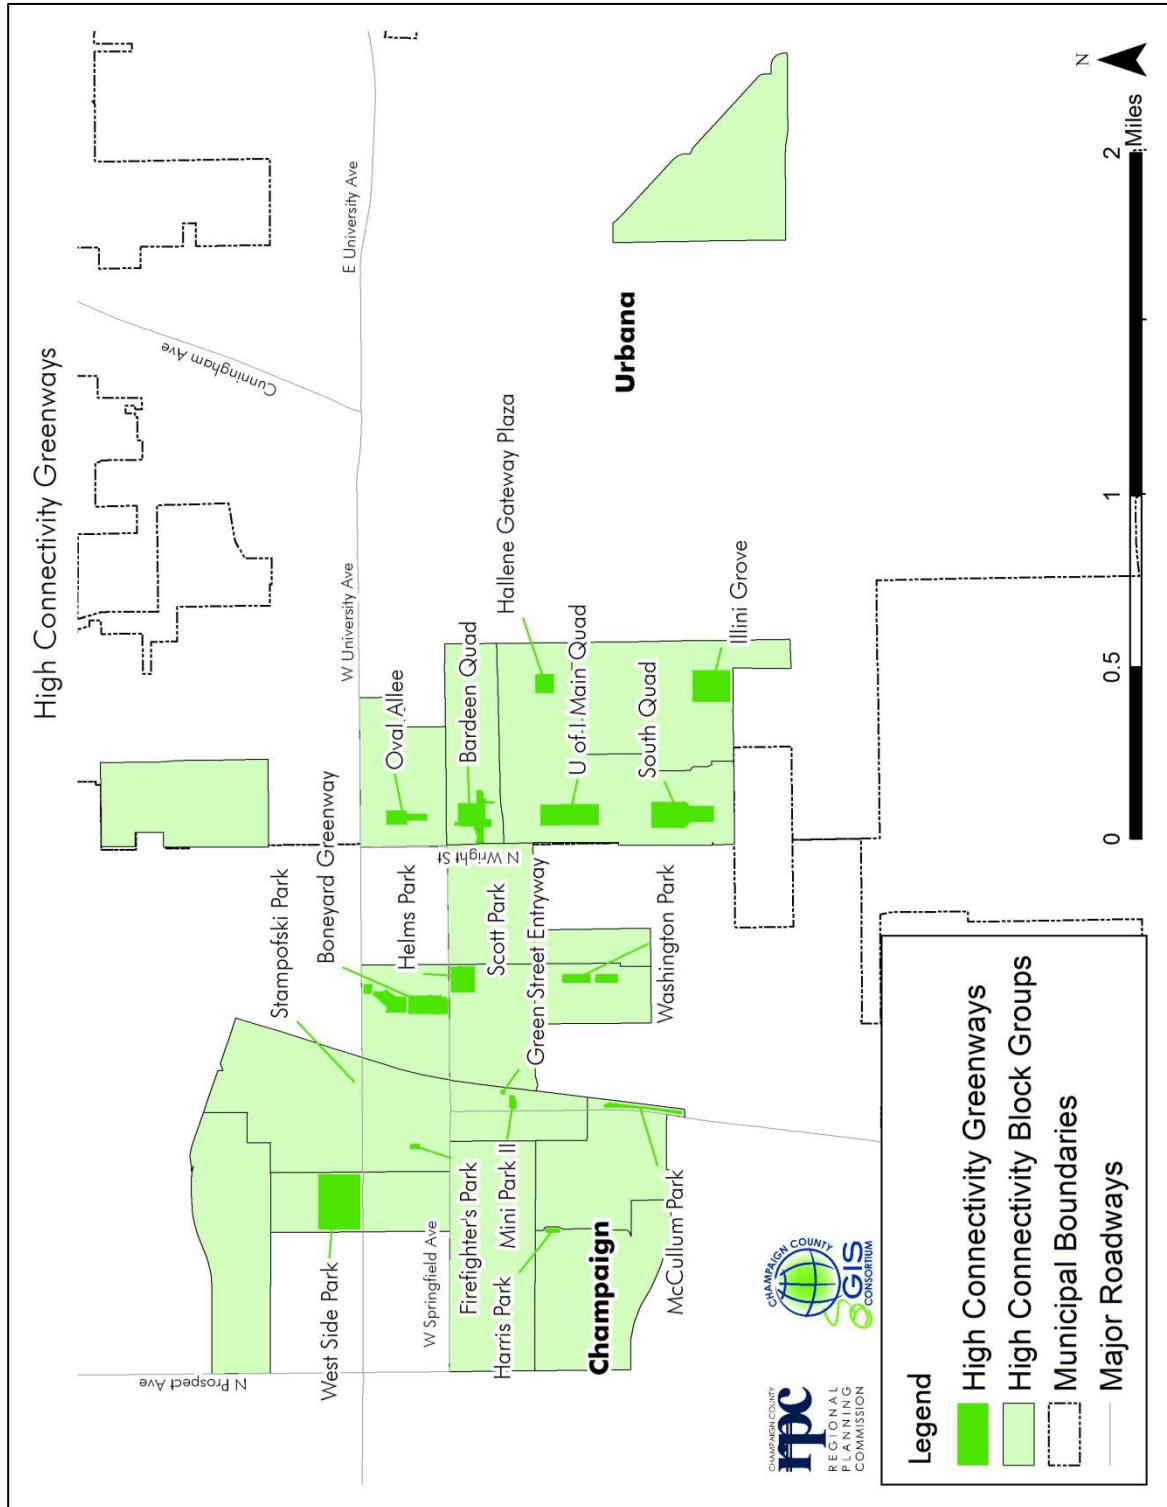 High Connectivity Greenways
N Prospect Ave
Cunningham Ave
W University Ave
E University Ave
West Side Park
Stampofski Park
Boneyard Greenway
Helms Park
Oval Allee
Bardeen Quad
W Springfield Ave
Firefighter's Park
N Wright St
Scott Park
Harris Park
Mini Park II
Green Street Entryway
Hallene Gateway Plaza
U of I Main Quad
Champaign
Urbana
McCullum Park
Washington Park
South Quad
Illini Grove
CHAMPAIGN COUNTY
rpc
REGIONAL
PLANNING
COMMISSION
CHAMPAIGN COUNTY
GIS
CONSORTIUM
Legend
High Connectivity Greenways
High Connectivity Block Groups
Municipal Boundaries
Major Roadways
N
0 0.5 1 2
Miles